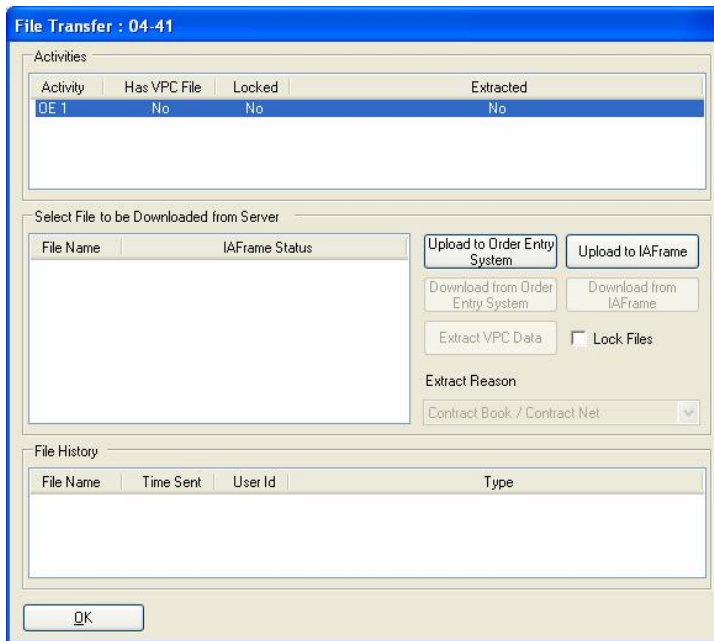 File Transfer : 04-41
Activities
Activity Has VPC File Locked Extracted
OE 1 No No No
Select File to be Downloaded from Server
File Name IAFrame Status
Upload to Order Entry
System
Upload to IAFrame
Download from Order
Entry System
Download from
IAFrame
Extract VPC Data
Lock Files
Extract Reason
Contract Book / Contract Net
File History
File Name Time Sent User Id Type
OK